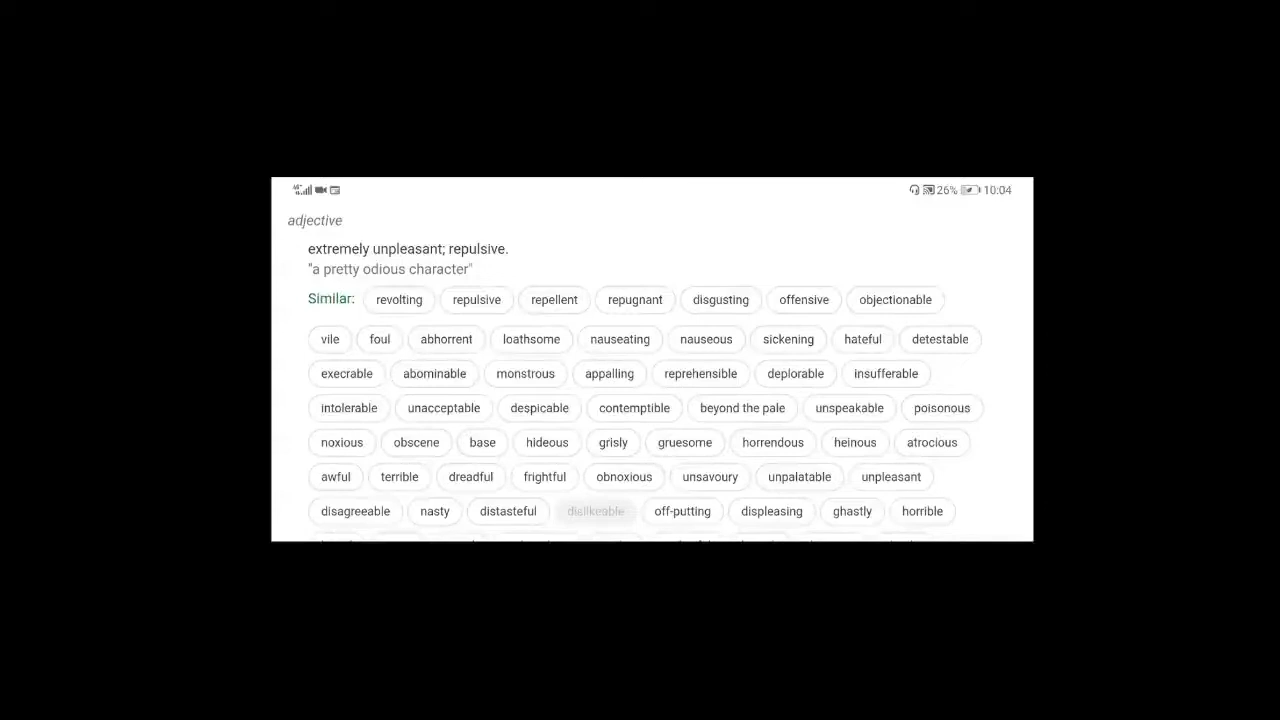 26% 10:04
adjective
extremely unpleasant; repulsive.
"a pretty odious character"
Similar: revolting repulsive repellent repugnant disgusting offensive objectionable
vile foul abhorrent loathsome nauseating nauseous sickening hateful detestable
execrable abominable monstrous appalling reprehensible deplorable insufferable
intolerable unacceptable despicable contemptible beyond the pale unspeakable poisonous
noxious obscene base hideous grisly gruesome horrendous heinous atrocious
awful terrible dreadful frightful obnoxious unsavoury unpalatable unpleasant
disagreeable nasty distasteful dislikeable off-putting displeasing ghastly horrible